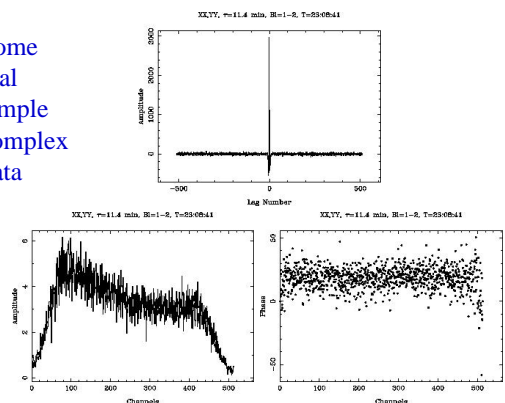 ome
al
mple
omplex
ata
XX,YY, τ=11.4 min, Bl=1-2, T=23:08:41
Amplitude
3000
2000
1000
0
-500 0 500
Lag Number
XX,YY, τ=11.4 min, Bl=1-2, T=23:08:41
Amplitude
6
4
2
0
0 100 200 300 400 500
Channels
XX,YY, τ=11.4 min, Bl=1-2, T=23:08:41
Phase
50
0
-50
0 100 200 300 400 500
Channels